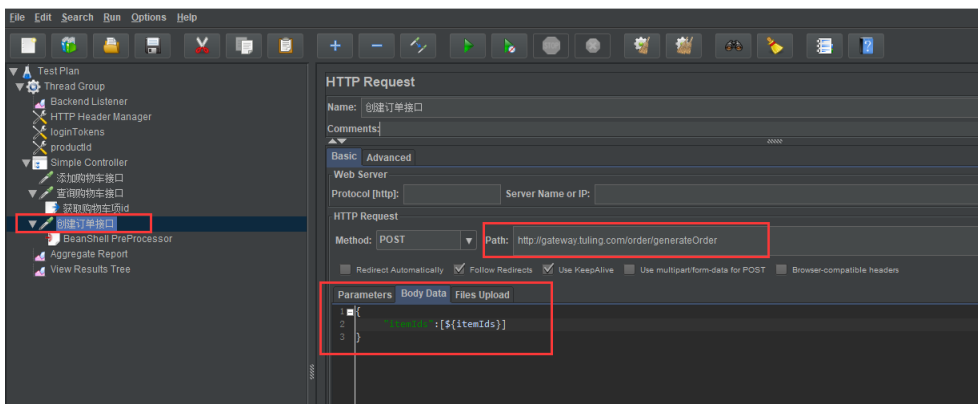 File Edit Search Run Options Help
Test Plan
Thread Group
Backend Listener
HTTP Header Manager
loginTokens
productId
Simple Controller
添加购物车接口
查询购物车接口
获取购物车项id
创建订单接口
BeanShell PreProcessor
Aggregate Report
View Results Tree
HTTP Request
Name: 创建订单接口
Comments:
Basic Advanced
Web Server
Protocol [http]: Server Name or IP:
HTTP Request
Method: POST Path: http://gateway.tuling.com/order/generateOrder
Redirect Automatically Follow Redirects Use KeepAlive Use multipart/form-data for POST Browser-compatible headers
Parameters Body Data Files Upload
1 {
2 "itemIds":[${itemIds}]
3 }